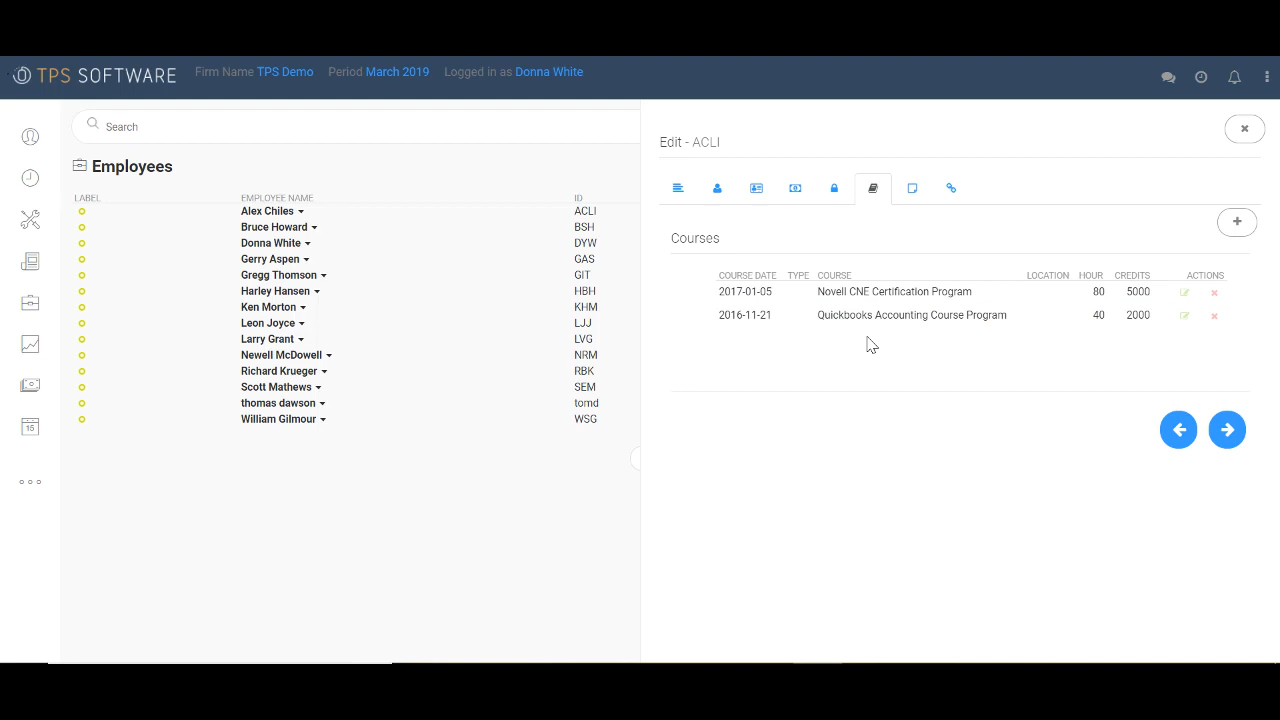 TPS SOFTWARE Firm Name TPS Demo Period March 2019 Logged in as Donna White
Search
Employees
LABEL EMPLOYEE NAME ID
Alex Chiles ACLI
Bruce Howard BSH
Donna White DYW
Gerry Aspen GAS
Gregg Thomson GIT
Harley Hansen HBH
Ken Morton KHM
Leon Joyce LJJ
Larry Grant LVG
Newell McDowell NRM
Richard Krueger RBK
Scott Mathews SEM
thomas dawson tomd
William Gilmour WSG
15
Edit - ACLI
Courses
COURSE DATE TYPE COURSE LOCATION HOUR CREDITS ACTIONS
2017-01-05 Novell CNE Certification Program 80 5000
2016-11-21 Quickbooks Accounting Course Program 40 2000